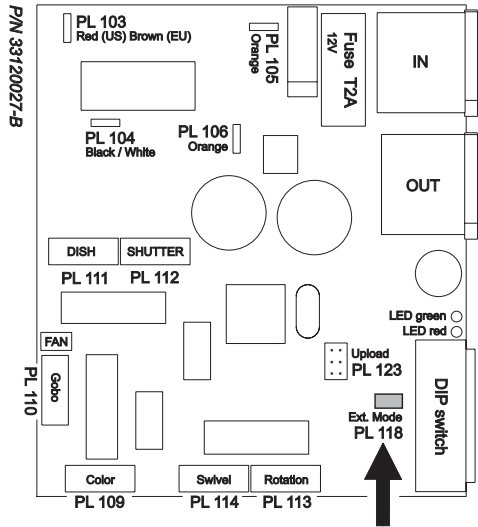 P/N 33120027-B
PL 103
Red (US) Brown (EU)
PL 105
Orange
Fuse T2A
12V
IN
PL 104
Black / White
PL 106
Orange
OUT
DISH
SHUTTER
PL 111
PL 112
LED green
LED red
FAN
Gobo
PL 110
Upload
PL 123
DIP switch
Ext. Mode
PL 118
Color
Swivel
Rotation
PL 109
PL 114
PL 113